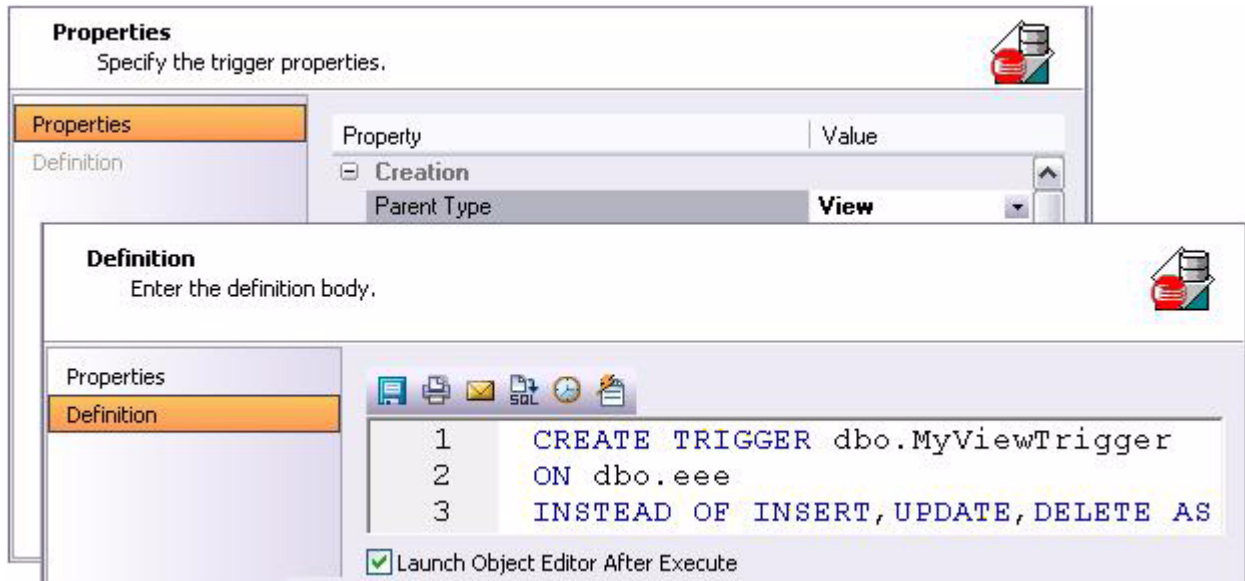 Properties
Specify the trigger properties.
Properties
Definition
Property Value
Creation
Parent Type View
Definition
Enter the definition body.
Properties
Definition
SQL
1 CREATE TRIGGER dbo.MyViewTrigger
2 ON dbo.eee
3 INSTEAD OF INSERT,UPDATE,DELETE AS
Launch Object Editor After Execute